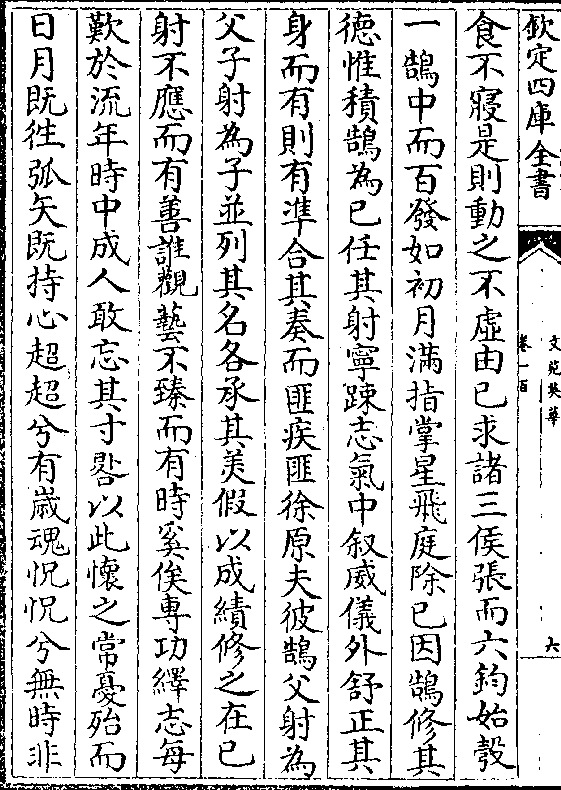 欽定四庫全書
文苑英華
卷一百
六
食不寢是則動之不虛由已求諸三侯張而六鈞始彀
一鵠中而百發如初月滿指掌星飛庭除已因鵠修其
德惟積鵠為已任其射寧踈志氣中叙威儀外舒正其
身而有則有準合其奏而匪疾匪徐原夫彼鵠父射為
父子射為子並列其名各承其美假以成績修之在已
射不應而有善誰觀藝不臻而有時奚俟專功繹志每
歎於流年時中成人敢忘其寸晷以此懷之常憂殆而
日月既徃弧矢既持心超超兮有歲魂怳怳兮無時非